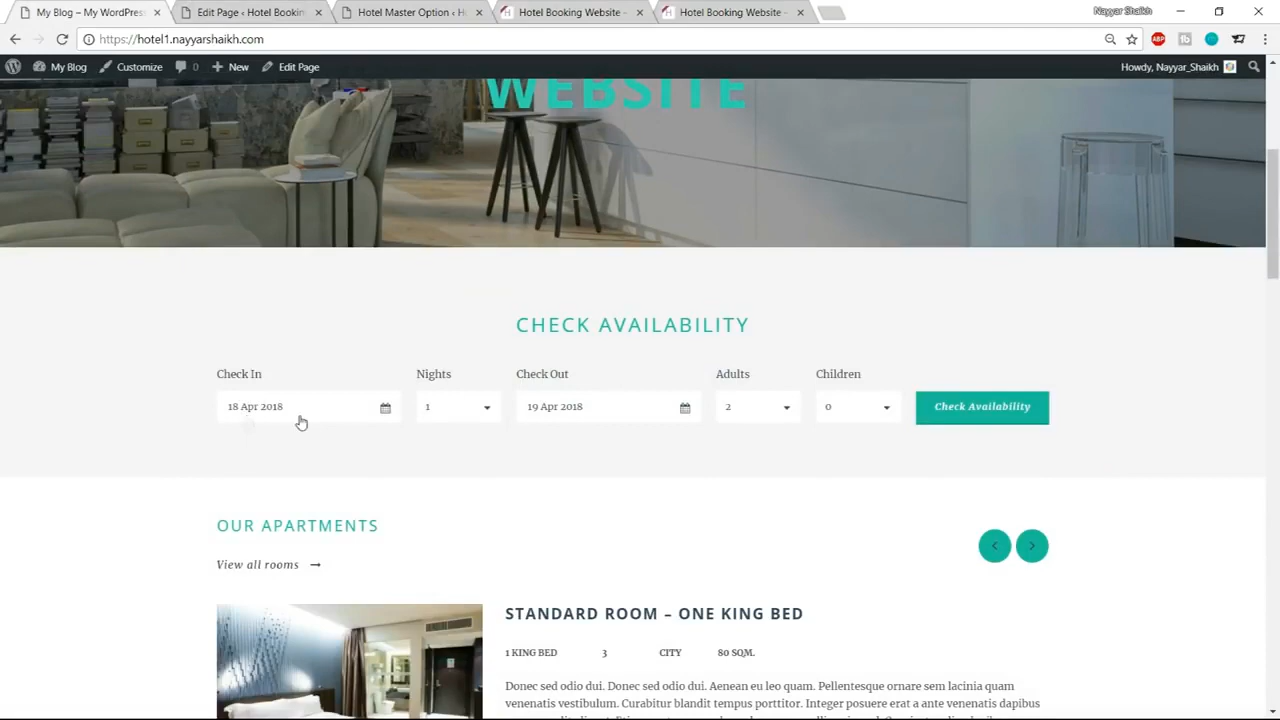 My Blog – My WordPress
Edit Page ‹ Hotel Bookin
Hotel Master Option ‹ H
Hotel Booking Website –
Hotel Booking Website –
Nayyar Shaikh
https://hotel1.nayyarshaikh.com
ABP
fb
My Blog
Customize
0
New
Edit Page
Howdy, Nayyar_Shaikh
WEBSITE
CHECK AVAILABILITY
Check In
Nights
Check Out
Adults
Children
18 Apr 2018
1
19 Apr 2018
2
0
Check Availability
OUR APARTMENTS
View all rooms
STANDARD ROOM – ONE KING BED
1 KING BED 3 CITY 80 SQM.
Donec sed odio dui. Donec sed odio dui. Aenean eu leo quam. Pellentesque ornare sem lacinia quam
venenatis vestibulum. Curabitur blandit tempus porttitor. Integer posuere erat a ante venenatis dapibus